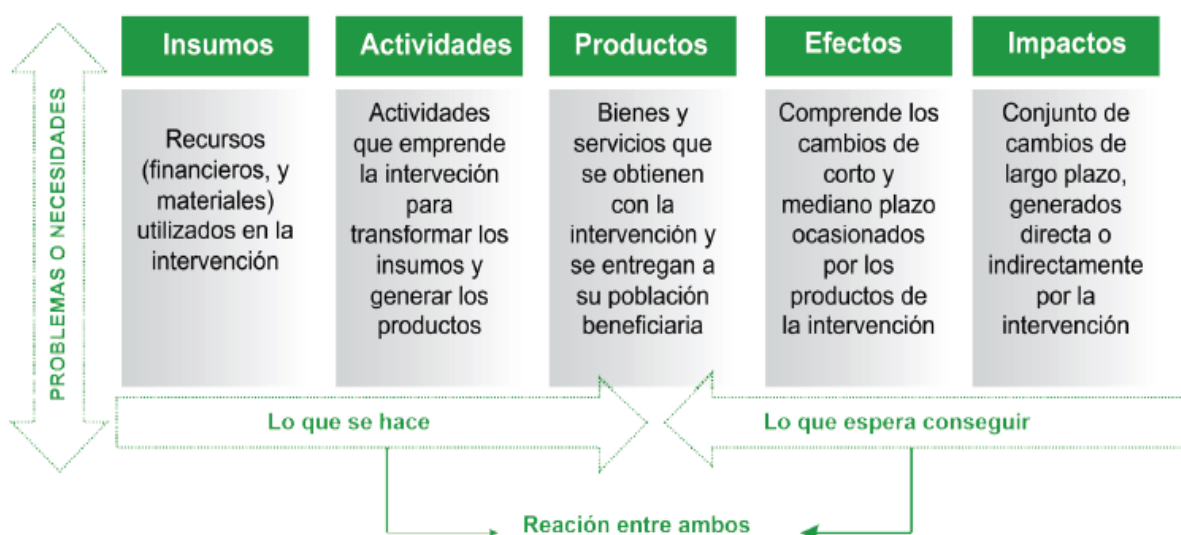 PROBLEMAS O NECESIDADES
Insumos
Recursos
(financieros, y
materiales)
utilizados en la
intervención
Actividades
Actividades
que emprende
la interveción
para
transformar los
insumos y
generar los
productos
Productos
Bienes y
servicios que
se obtienen
con la
intervención y
se entregan a
su población
beneficiaria
Efectos
Comprende los
cambios de
corto y
mediano plazo
ocasionados
por los
productos de
la intervención
Impactos
Conjunto de
cambios de
largo plazo,
generados
directa o
indirectamente
por la
intervención
Lo que se hace
Lo que espera conseguir
Reación entre ambos